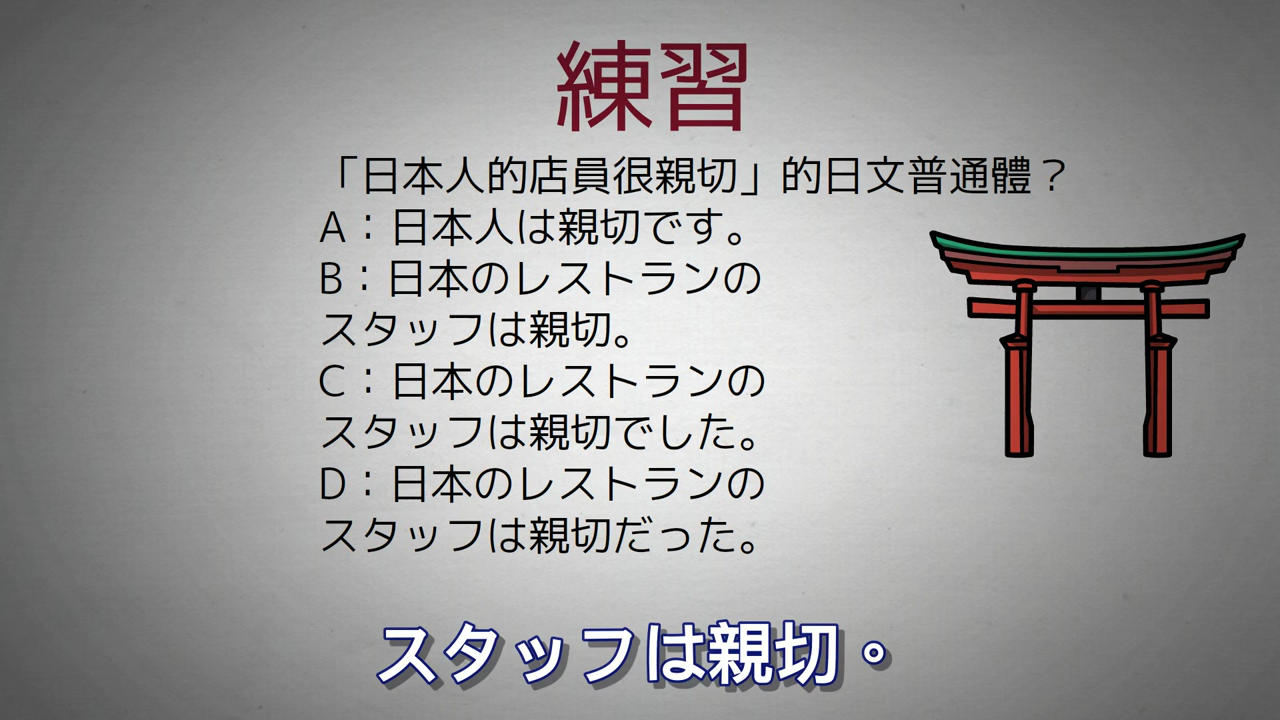 練習
「日本人的店員很親切」的日文普通體？
A：日本人は親切です。
B：日本のレストランの
スタッフは親切。
C：日本のレストランの
スタッフは親切でした。
D：日本のレストランの
スタッフは親切だった。
スタッフは親切。